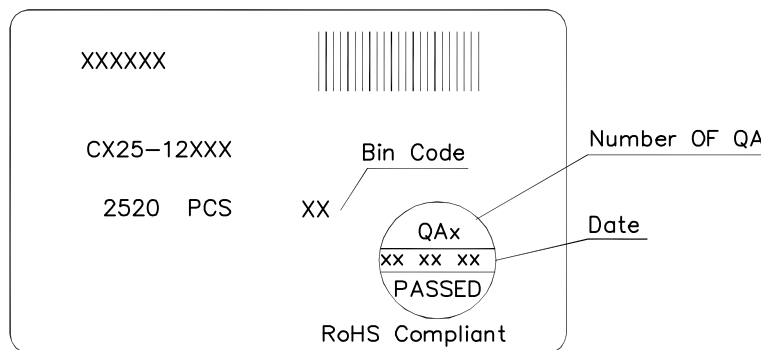 XXXXXX
CX25-12XXX
Bin Code
Number OF QA
2520 PCS
XX
QAx
Date
xx xx xx
PASSED
RoHS Compliant